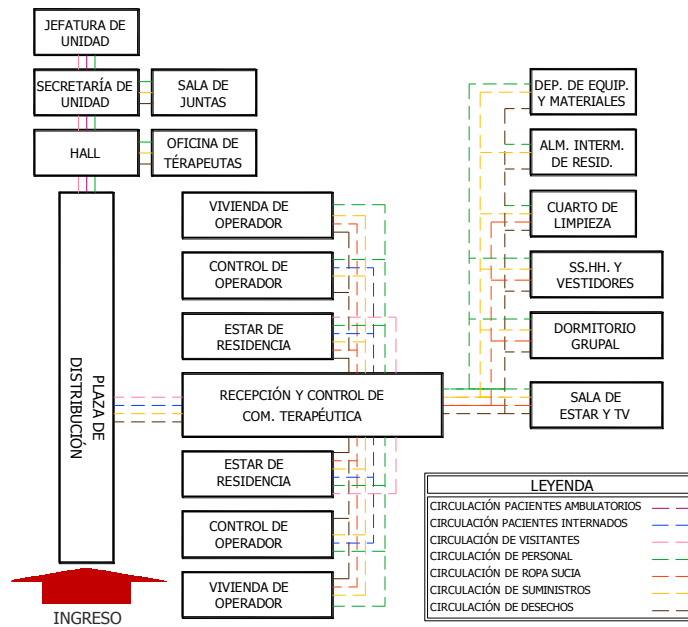 JEFATURA DE
UNIDAD
SECRETARÍA DE
UNIDAD
SALA DE
JUNTAS
HALL
OFICINA DE
TÉRAPEUTAS
PLAZA DE
DISTRIBUCIÓN
INGRESO
VIVIENDA DE
OPERADOR
CONTROL DE
OPERADOR
ESTAR DE
RESIDENCIA
RECEPCIÓN Y CONTROL DE
COM. TERAPÉUTICA
ESTAR DE
RESIDENCIA
CONTROL DE
OPERADOR
VIVIENDA DE
OPERADOR
DEP. DE EQUIP.
Y MATERIALES
ALM. INTERM.
DE RESID.
CUARTO DE
LIMPIEZA
SS.HH. Y
VESTIDORES
DORMITORIO
GRUPAL
SALA DE
ESTAR Y TV
LEYENDA
CIRCULACIÓN PACIENTES AMBULATORIOS
CIRCULACIÓN PACIENTES INTERNADOS
CIRCULACIÓN DE VISITANTES
CIRCULACIÓN DE PERSONAL
CIRCULACIÓN DE ROPA SUCIA
CIRCULACIÓN DE SUMINISTROS
CIRCULACIÓN DE DESECHOS